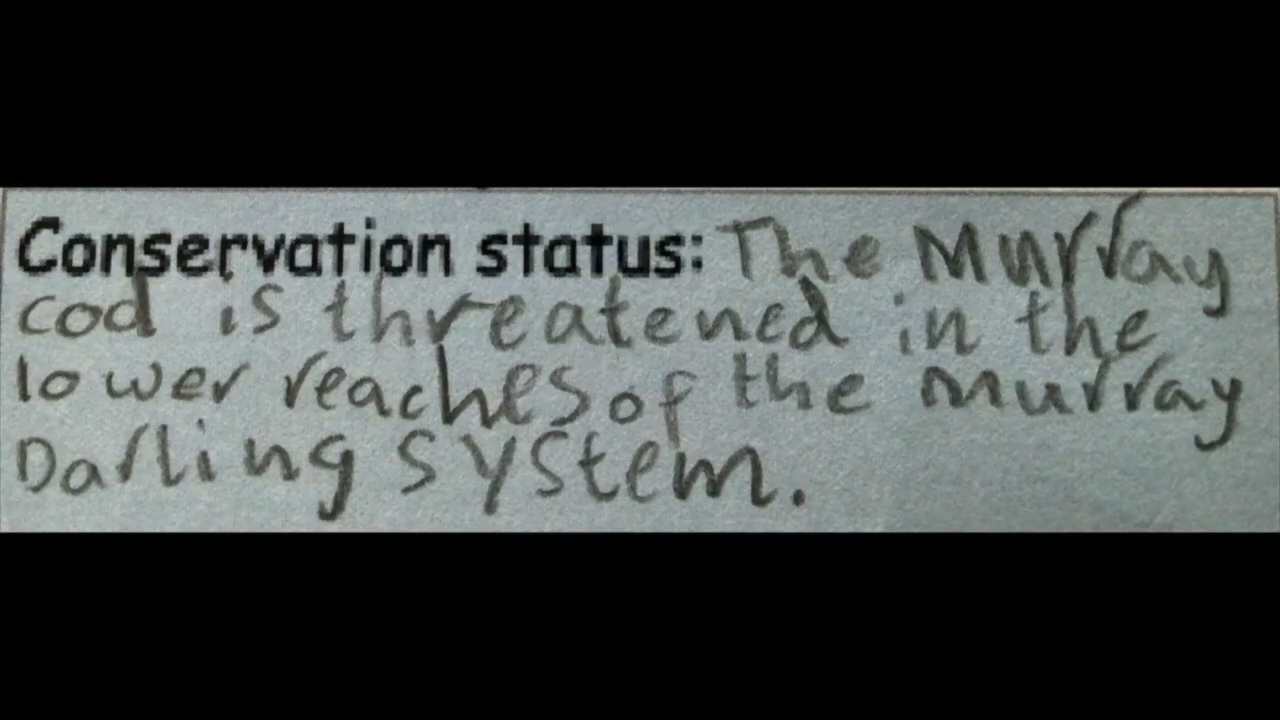 Conservation status: The Murray
cod is threatened in the
lower reaches of the Murray
Darling system.